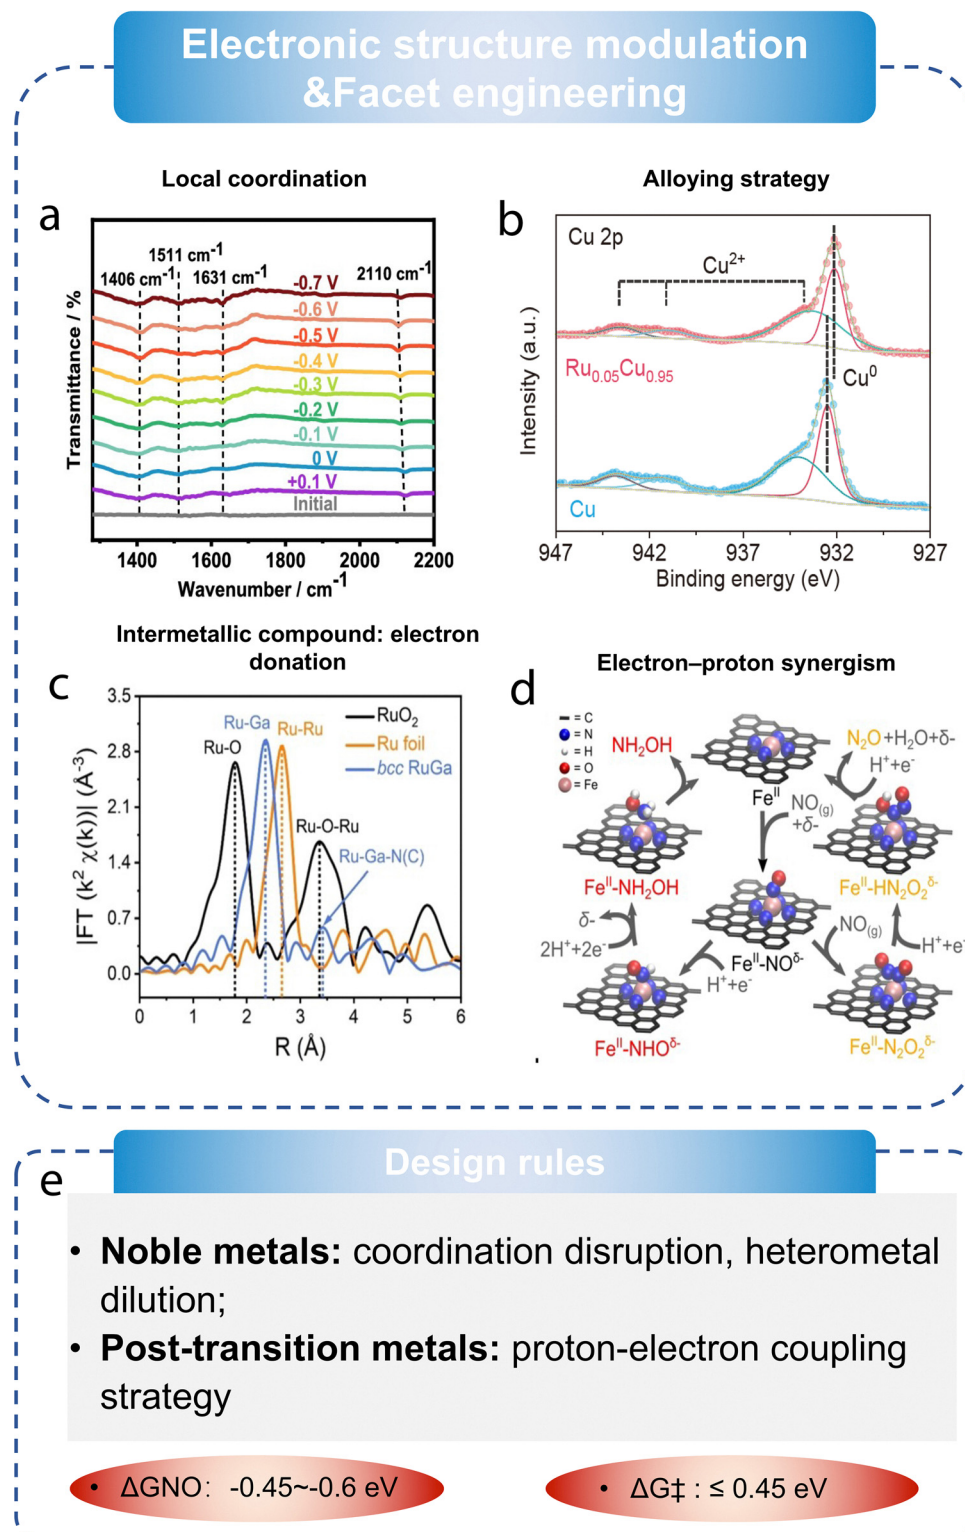 Electronic structure modulation
&Facet engineering
Local coordination
a
1511 cm-1
1406 cm-1
1631 cm-1
2110 cm-1
-0.7 V
-0.6 V
-0.5 V
-0.4 V
-0.3 V
-0.2 V
-0.1 V
0 V
+0.1 V
Initial
Transmittance / %
1400 1600 1800 2000 2200
Wavenumber / cm-1
Alloying strategy
b
Cu 2p
Cu2+
Ru0.05Cu0.95
Cu0
Cu
Intensity (a.u.)
947 942 937 932 927
Binding energy (eV)
Intermetallic compound: electron
donation
c
3.5
2.8
2.1
1.4
0.7
0.0
|FT (k2 χ(k))| (Å-3)
Ru-Ga
Ru-O
Ru-Ru
RuO2
Ru foil
bcc RuGa
Ru-O-Ru
Ru-Ga-N(C)
0 1 2 3 4 5 6
R (Å)
Electron–proton synergism
d
= C
= N
= H
= O
= Fe
NH2OH
N2O+H2O+δ-
H++e-
FeII
NO(g)
+δ-
FeII-NH2OH
FeII-HN2O2δ-
δ-
2H++2e-
FeII-NOδ-
NO(g)
H++e-
H++e-
FeII-NHOδ-
FeII-N2O2δ-
Design rules
e
• Noble metals: coordination disruption, heterometal
dilution;
• Post-transition metals: proton-electron coupling
strategy
• ΔGNO: -0.45~-0.6 eV
• ΔG‡ : ≤ 0.45 eV